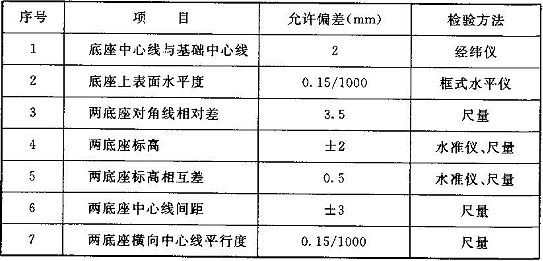 序号 项 目 允许偏差(mm) 检验方法
1 底座中心线与基础中心线 2 经纬仪
2 底座上表面水平度 0.15/1000 框式水平仪
3 两底座对角线相对差 3.5 尺量
4 两底座标高 ±2 水准仪、尺量
5 两底座标高相互差 0.5 水准仪、尺量
6 两底座中心线间距 ±3 尺量
7 两底座横向中心线平行度 0.15/1000 尺量